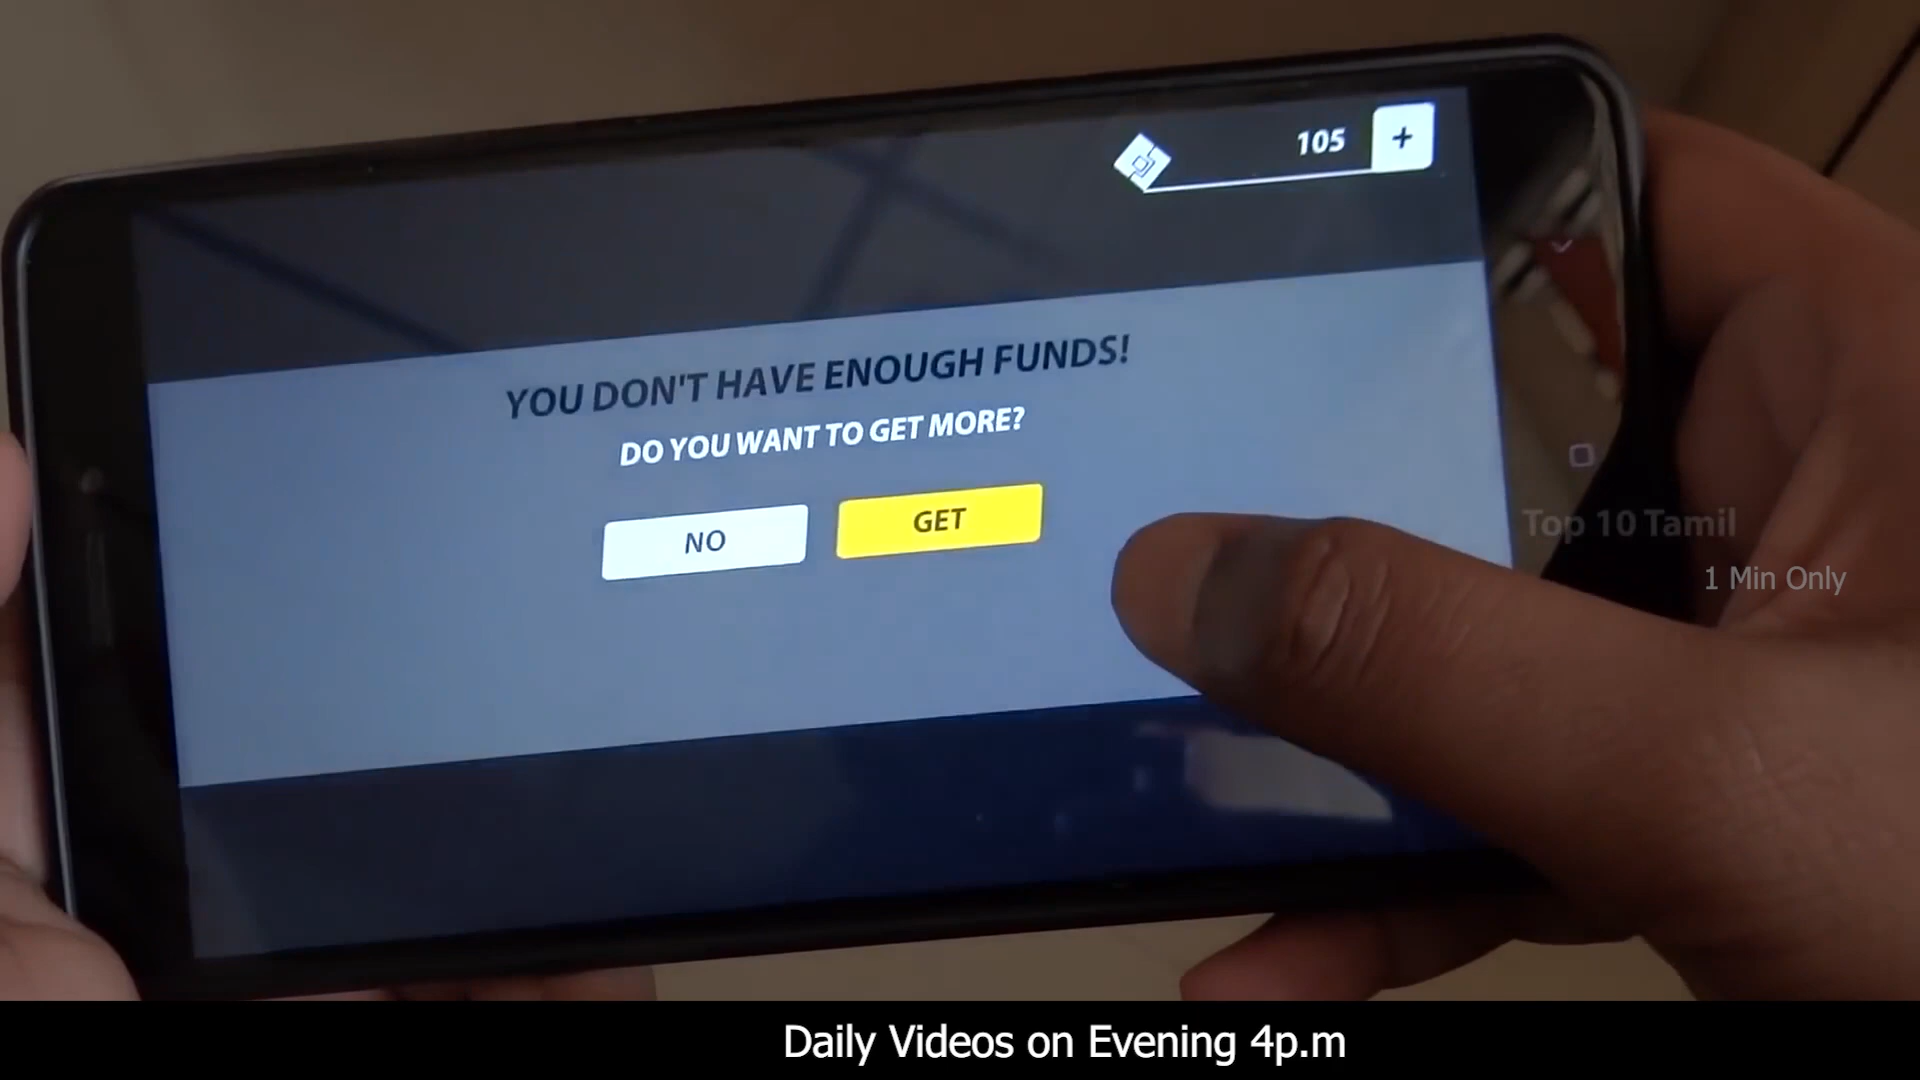 105 +
YOU DON'T HAVE ENOUGH FUNDS!
DO YOU WANT TO GET MORE?
NO GET
Top 10 Tamil
1 Min Only
Daily Videos on Evening 4p.m